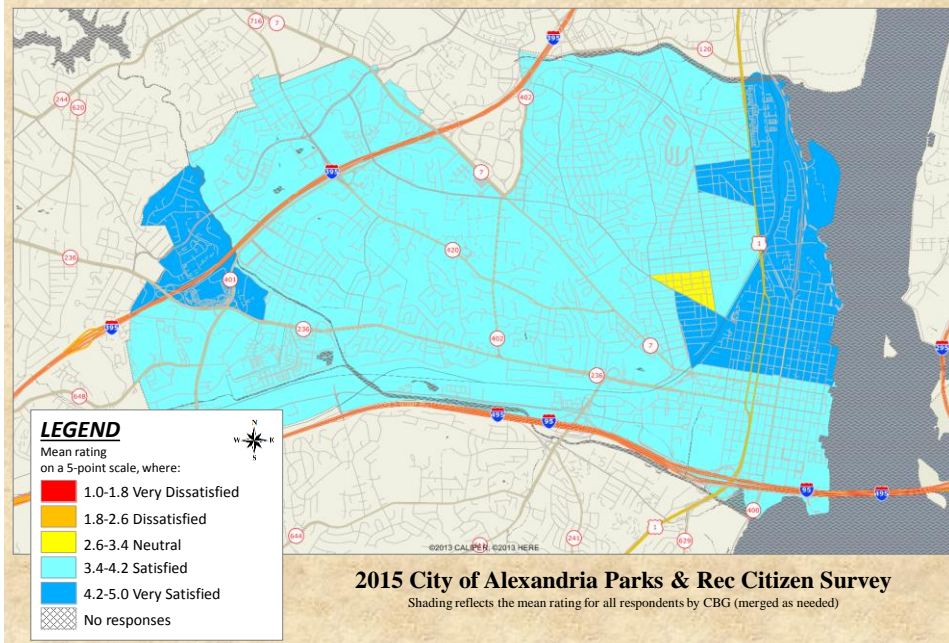 395
716
7
120
244
620
402
395
7
236
420
1
401
395
236
402
7
395
236
648
495
95
95
495
400
1
644
241
679
©2013 CALIPER, ©2013 HERE
LEGEND
N
W E
S
Mean rating
on a 5-point scale, where:
1.0-1.8 Very Dissatisfied
1.8-2.6 Dissatisfied
2.6-3.4 Neutral
3.4-4.2 Satisfied
4.2-5.0 Very Satisfied
No responses
2015 City of Alexandria Parks & Rec Citizen Survey
Shading reflects the mean rating for all respondents by CBG (merged as needed)